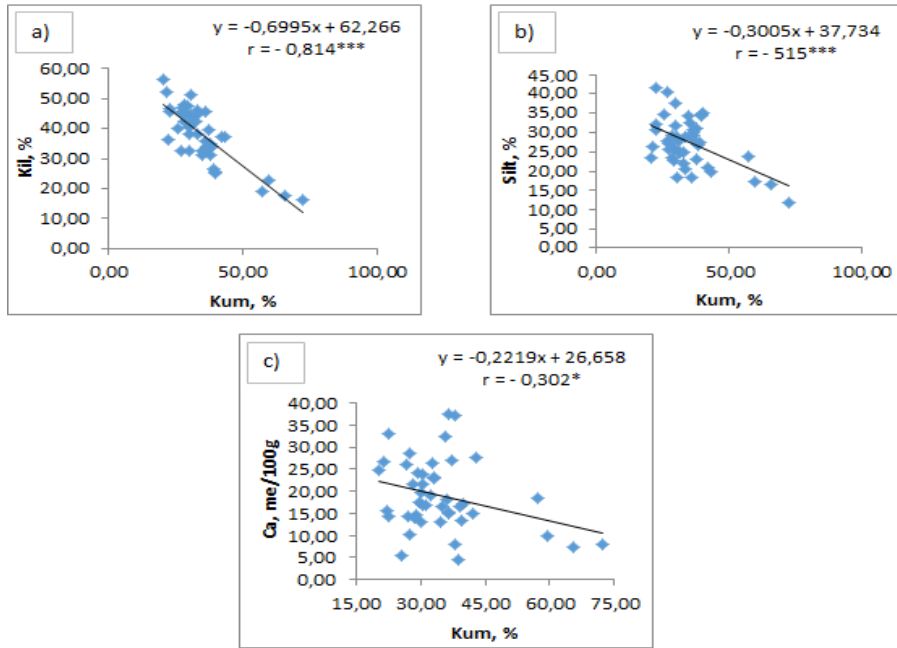 a)
y = -0,6995x + 62,266
r = - 0,814***
60,00
50,00
40,00
30,00
20,00
10,00
0,00
Kil, %
0,00 50,00 100,00
Kum, %
b)
y = -0,3005x + 37,734
r = - 515***
45,00
40,00
35,00
30,00
25,00
20,00
15,00
10,00
5,00
0,00
Silt, %
0,00 50,00 100,00
Kum, %
c)
y = -0,2219x + 26,658
r = - 0,302*
40,00
35,00
30,00
25,00
20,00
15,00
10,00
5,00
0,00
Ca, me/100g
15,00 30,00 45,00 60,00 75,00
Kum, %